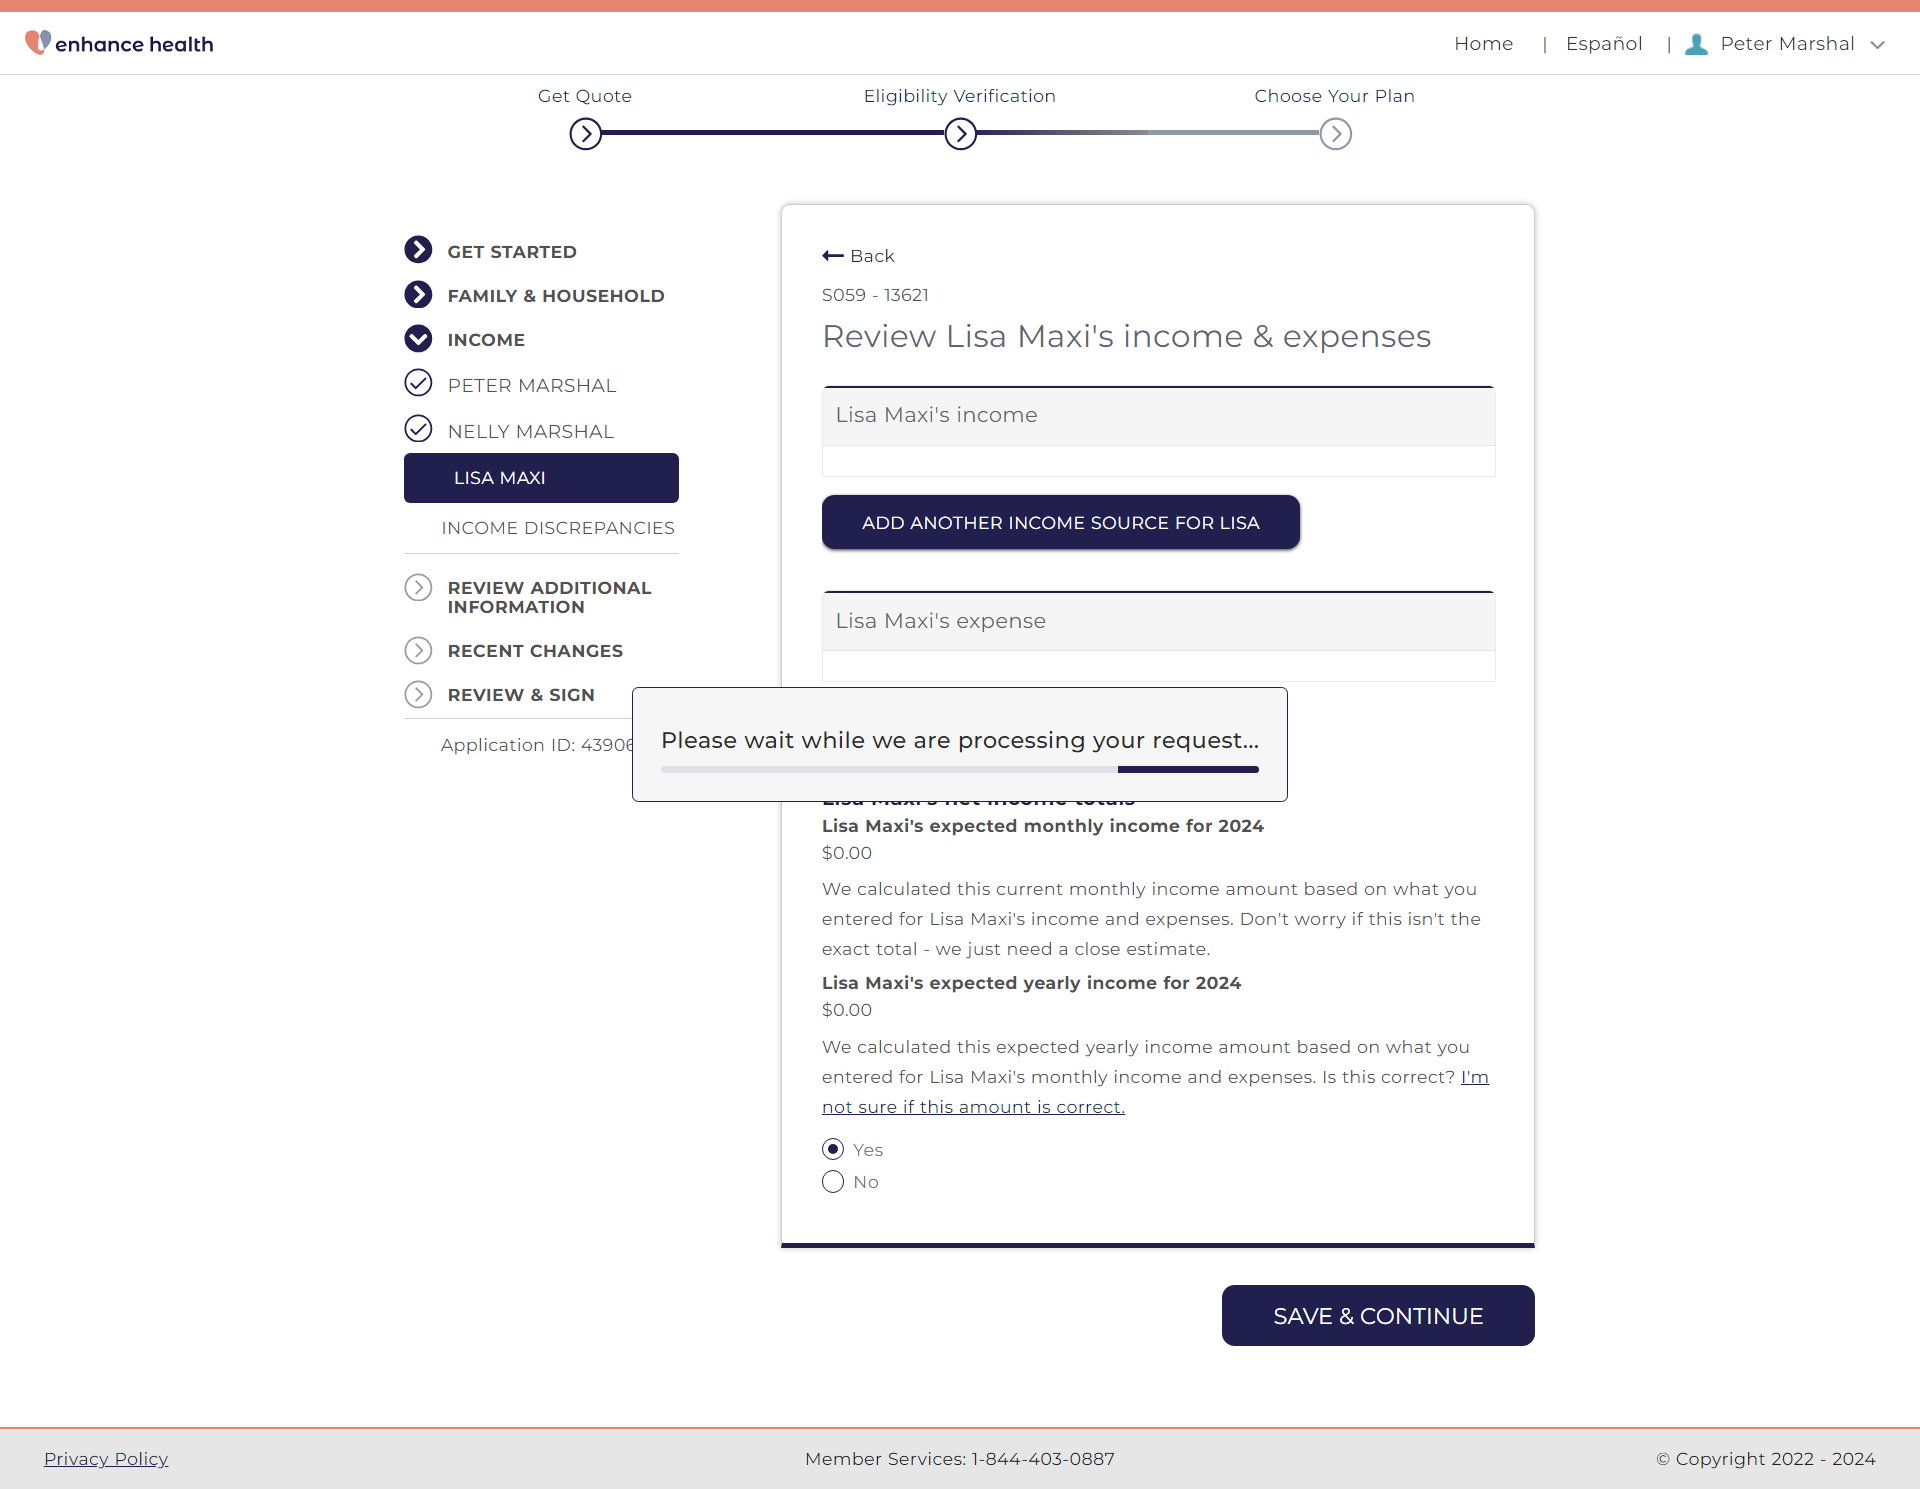 enhance health
Home | Español | Peter Marshal
Get Quote
Eligibility Verification
Choose Your Plan
GET STARTED
FAMILY & HOUSEHOLD
INCOME
PETER MARSHAL
NELLY MARSHAL
LISA MAXI
INCOME DISCREPANCIES
REVIEW ADDITIONAL
INFORMATION
RECENT CHANGES
REVIEW & SIGN
Application ID: 4390
Back
S059 - 13621
Review Lisa Maxi's income & expenses
Lisa Maxi's income
ADD ANOTHER INCOME SOURCE FOR LISA
Lisa Maxi's expense
Please wait while we are processing your request...
Lisa Maxi's net income totals
Lisa Maxi's expected monthly income for 2024
$0.00
We calculated this current monthly income amount based on what you
entered for Lisa Maxi's income and expenses. Don't worry if this isn't the
exact total - we just need a close estimate.
Lisa Maxi's expected yearly income for 2024
$0.00
We calculated this expected yearly income amount based on what you
entered for Lisa Maxi's monthly income and expenses. Is this correct? I'm
not sure if this amount is correct.
Yes
No
SAVE & CONTINUE
Privacy Policy
Member Services: 1-844-403-0887
© Copyright 2022 - 2024